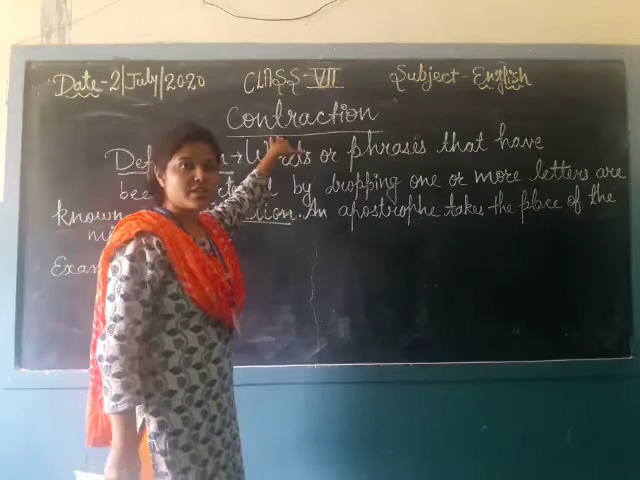 Date-2/July/2020 CLASS-VII Subject-English
Contraction
→ Words or phrases that have
by dropping one or more letters are
known . An apostrophe takes the place of the